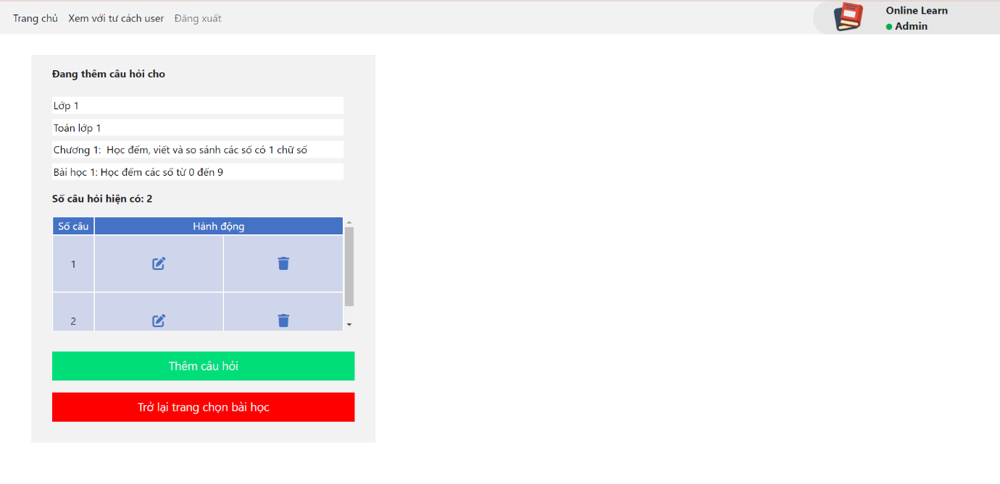 Trang chủ Xem với tư cách user Đăng xuất
Online Learn
Admin
Đang thêm câu hỏi cho
Lớp 1
Toán lớp 1
Chương 1: Học đếm, viết và so sánh các số có 1 chữ số
Bài học 1: Học đếm các số từ 0 đến 9
Số câu hỏi hiện có: 2
Số câu Hành động
1
2
Thêm câu hỏi
Trở lại trang chọn bài học